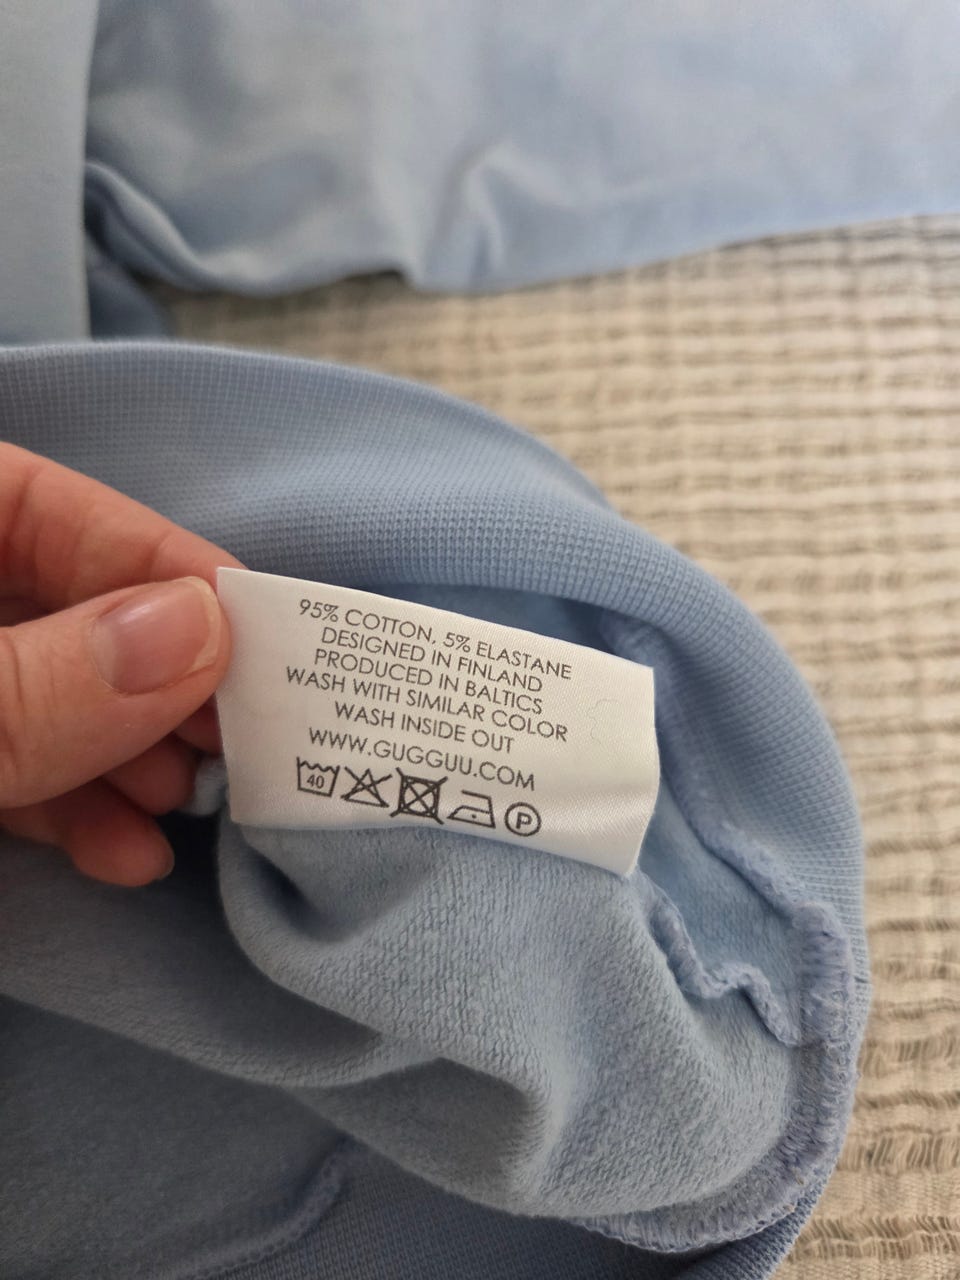 95% COTTON, 5% ELASTANE
DESIGNED IN FINLAND
PRODUCED IN BALTICS
WASH WITH SIMILAR COLOR
WASH INSIDE OUT
WWW.GUGGUU.COM
40 P